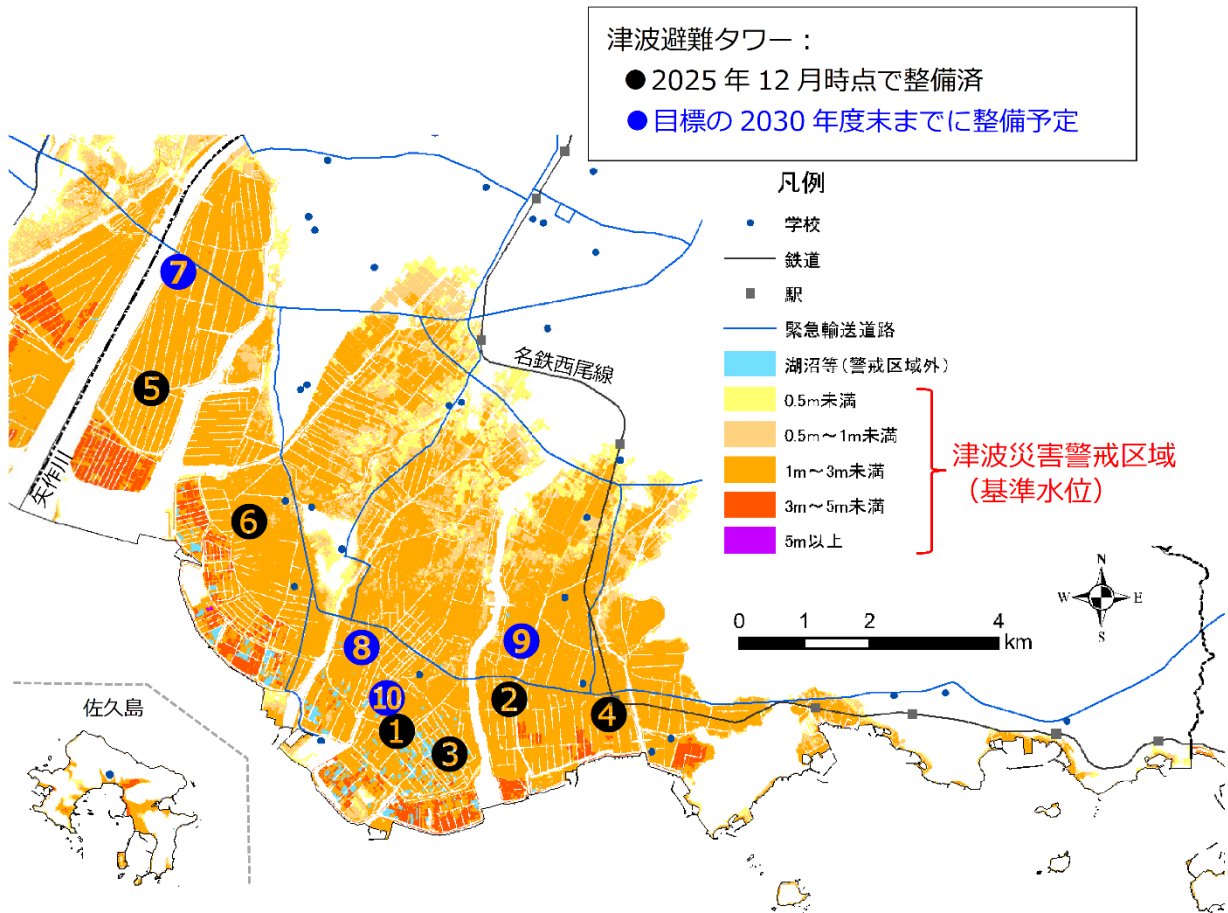 津波避難タワー：
●2025年12月時点で整備済
●目標の2030年度末までに整備予定
凡例
学校
鉄道
駅
緊急輸送道路
湖沼等(警戒区域外)
0.5m未満
0.5m～1m未満
1m～3m未満
3m～5m未満
5m以上
津波災害警戒区域
（基準水位）
名鉄西尾線
矢作川
7
5
6
8
9
10
2
4
1
3
N
W
E
S
0 2 4
km
佐久島